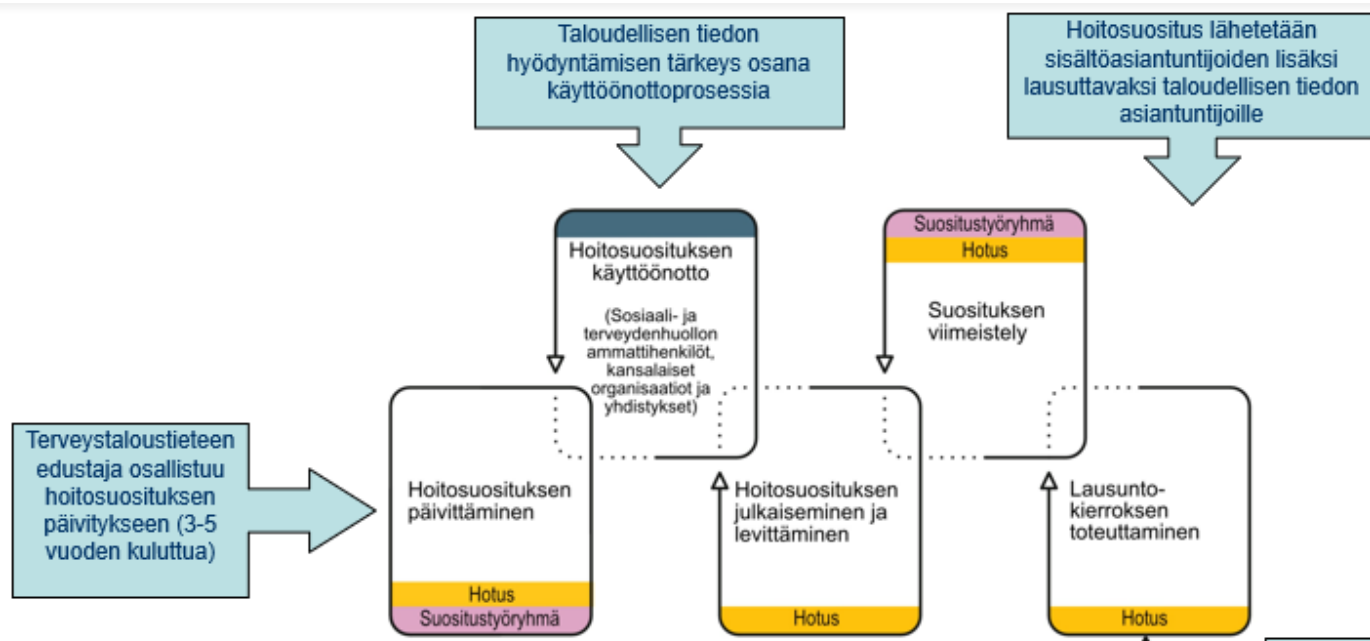 Taloudellisen tiedon
hyödyntämisen tärkeys osana
käyttöönottoprosessia
Hoitosuositus lähetetään
sisältöasiantuntijoiden lisäksi
lausuttavaksi taloudellisen tiedon
asiantuntijoille
Hoitosuosituksen
käyttöönotto
(Sosiaali- ja
terveydenhuollon
ammattihenkilöt,
kansalaiset
organisaatiot ja
yhdistykset)
Suositustyöryhmä
Hotus
Suosituksen
viimeistely
Terveystaloustieteen
edustaja osallistuu
hoitosuosituksen
päivitykseen (3-5
vuoden kuluttua)
Hoitosuosituksen
päivittäminen
Hotus
Suositustyöryhmä
Hoitosuosituksen
julkaiseminen ja
levittäminen
Hotus
Lausunto-
kierroksen
toteuttaminen
Hotus